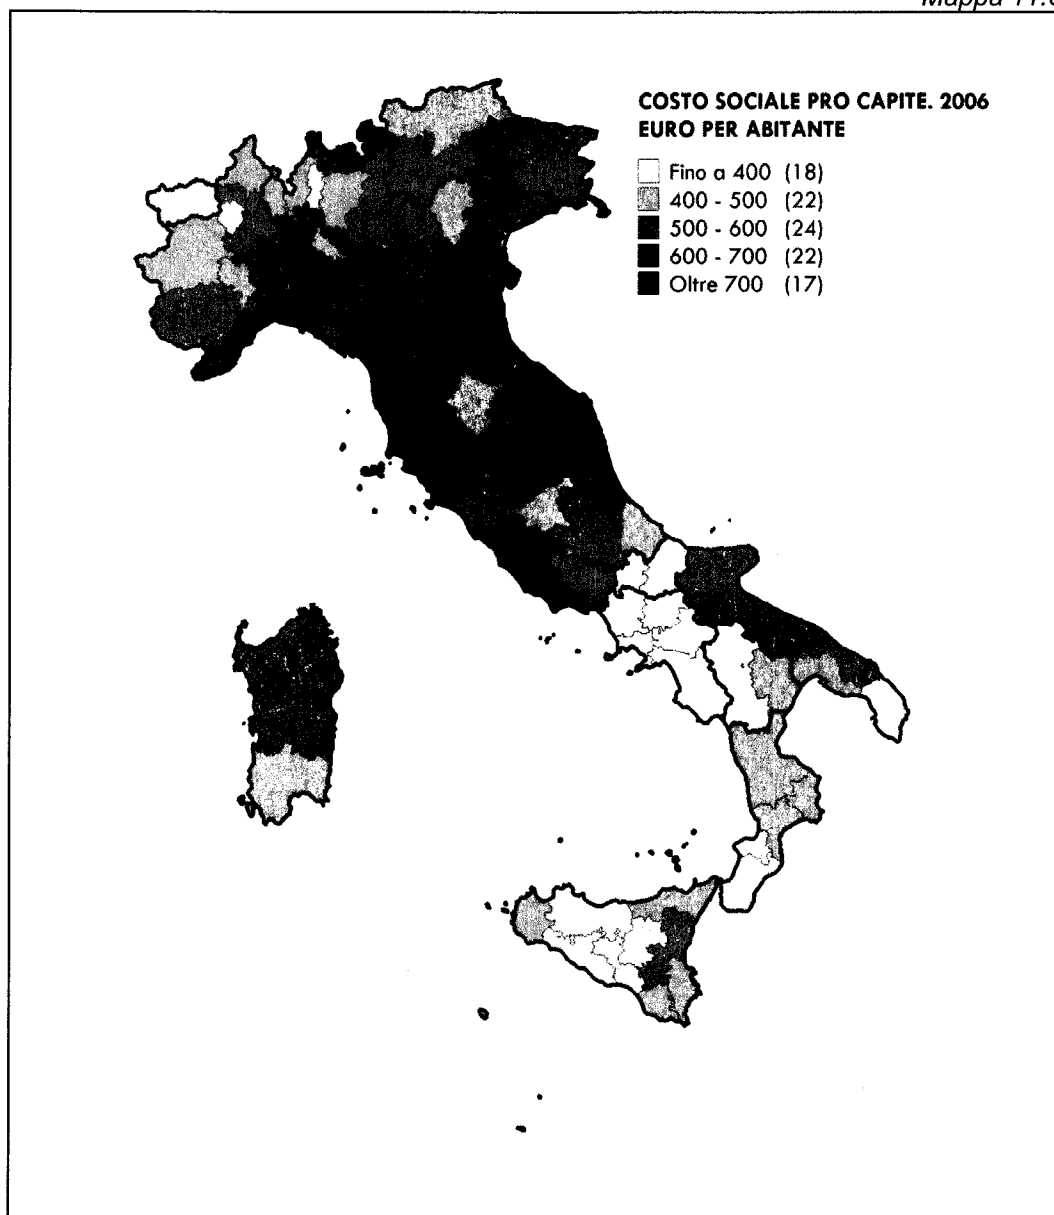 COSTO SOCIALE PRO CAPITE. 2006
EURO PER ABITANTE
Fino a 400 (18)
400 - 500 (22)
500 - 600 (24)
600 - 700 (22)
Oltre 700 (17)